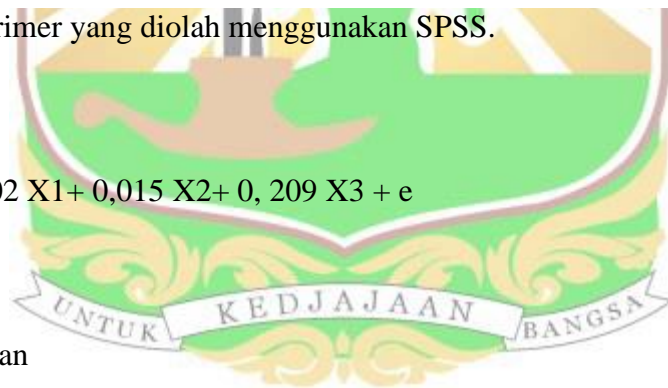 rimer yang diolah menggunakan SPSS.
02 X1+ 0,015 X2+ 0, 209 X3 + e
UNTUK KEDJAJAAN BANGSA
an